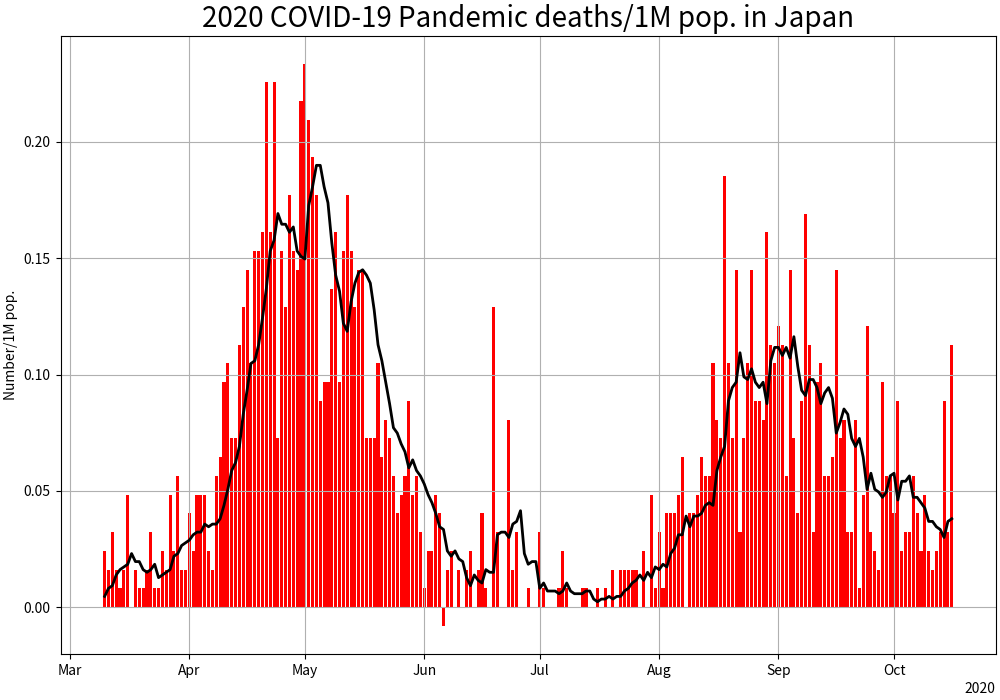 2020 COVID-19 Pandemic deaths/1M pop. in Japan
Number/1M pop.
0.20
0.15
0.10
0.05
0.00
Mar Apr May Jun Jul Aug Sep Oct
2020